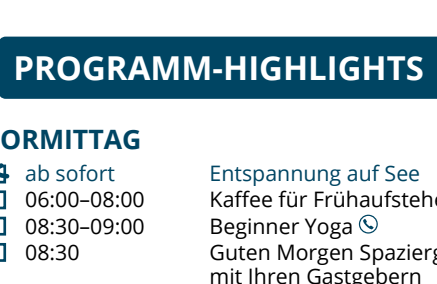 PROGRAMM-HIGHLIGHTS
ORMITTAG
ab sofort Entspannung auf See
06:00–08:00 Kaffee für Frühaufstehe
08:30–09:00 Beginner Yoga
08:30 Guten Morgen Spazierg
mit Ihren Gastgebern